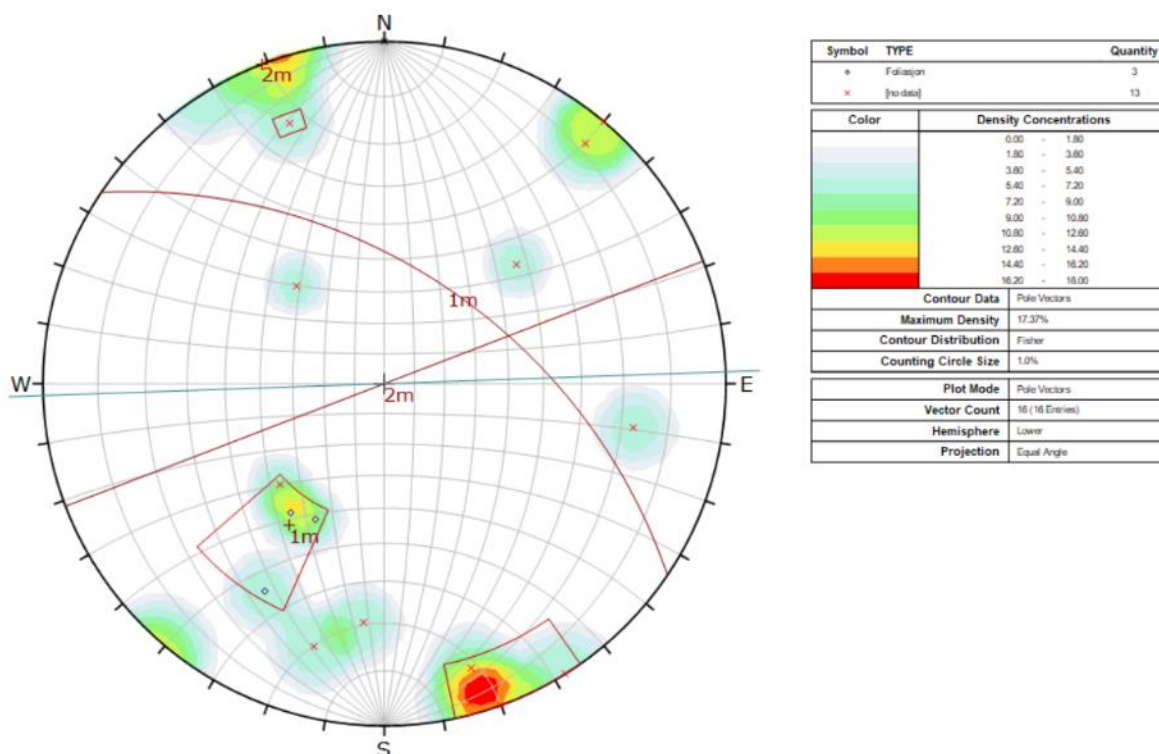 N
2m
1m
W
E
2m
1m
S
Symbol TYPE Quantity
Foliasjon 3
[no data] 13
Color Density Concentrations
0.00 - 1.80
1.80 - 3.60
3.60 - 5.40
5.40 - 7.20
7.20 - 9.00
9.00 - 10.80
10.80 - 12.60
12.60 - 14.40
14.40 - 16.20
16.20 - 18.00
Contour Data Pole Vectors
Maximum Density 17.37%
Contour Distribution Fisher
Counting Circle Size 1.0%
Plot Mode Pole Vectors
Vector Count 16 (16 Entries)
Hemisphere Lower
Projection Equal Angle